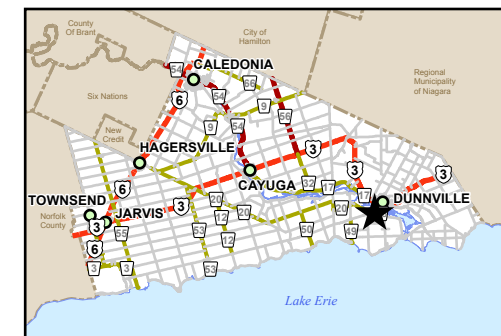 County
Of Brant
City of
Hamilton
CALEDONIA
54
54
66
Regional
Municipality
of Niagara
6
Six Nations
9
56
New
Credit
9
54
HAGERSVILLE
3
3
3
CAYUGA
6
32
17
17
DUNNVILLE
TOWNSEND
3
20
20
20
Norfolk
County
3
JARVIS
12
55
53
50
49
6
12
3
3
53
Lake Erie